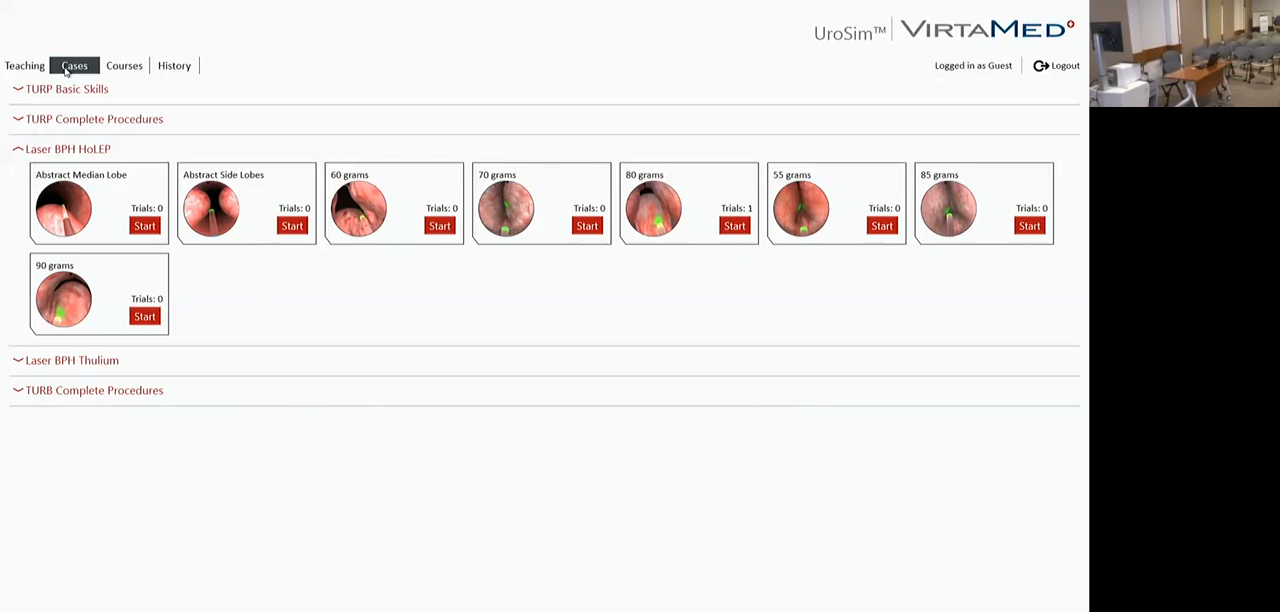 UroSim™ VIRTAMED
Teaching Cases Courses History Logged in as Guest Logout
TURP Basic Skills
TURP Complete Procedures
Laser BPH HoLEP
Abstract Median Lobe
Trials: 0
Start
Abstract Side Lobes
Trials: 0
Start
60 grams
Trials: 0
Start
70 grams
Trials: 0
Start
80 grams
Trials: 1
Start
55 grams
Trials: 0
Start
85 grams
Trials: 0
Start
90 grams
Trials: 0
Start
Laser BPH Thulium
TURB Complete Procedures